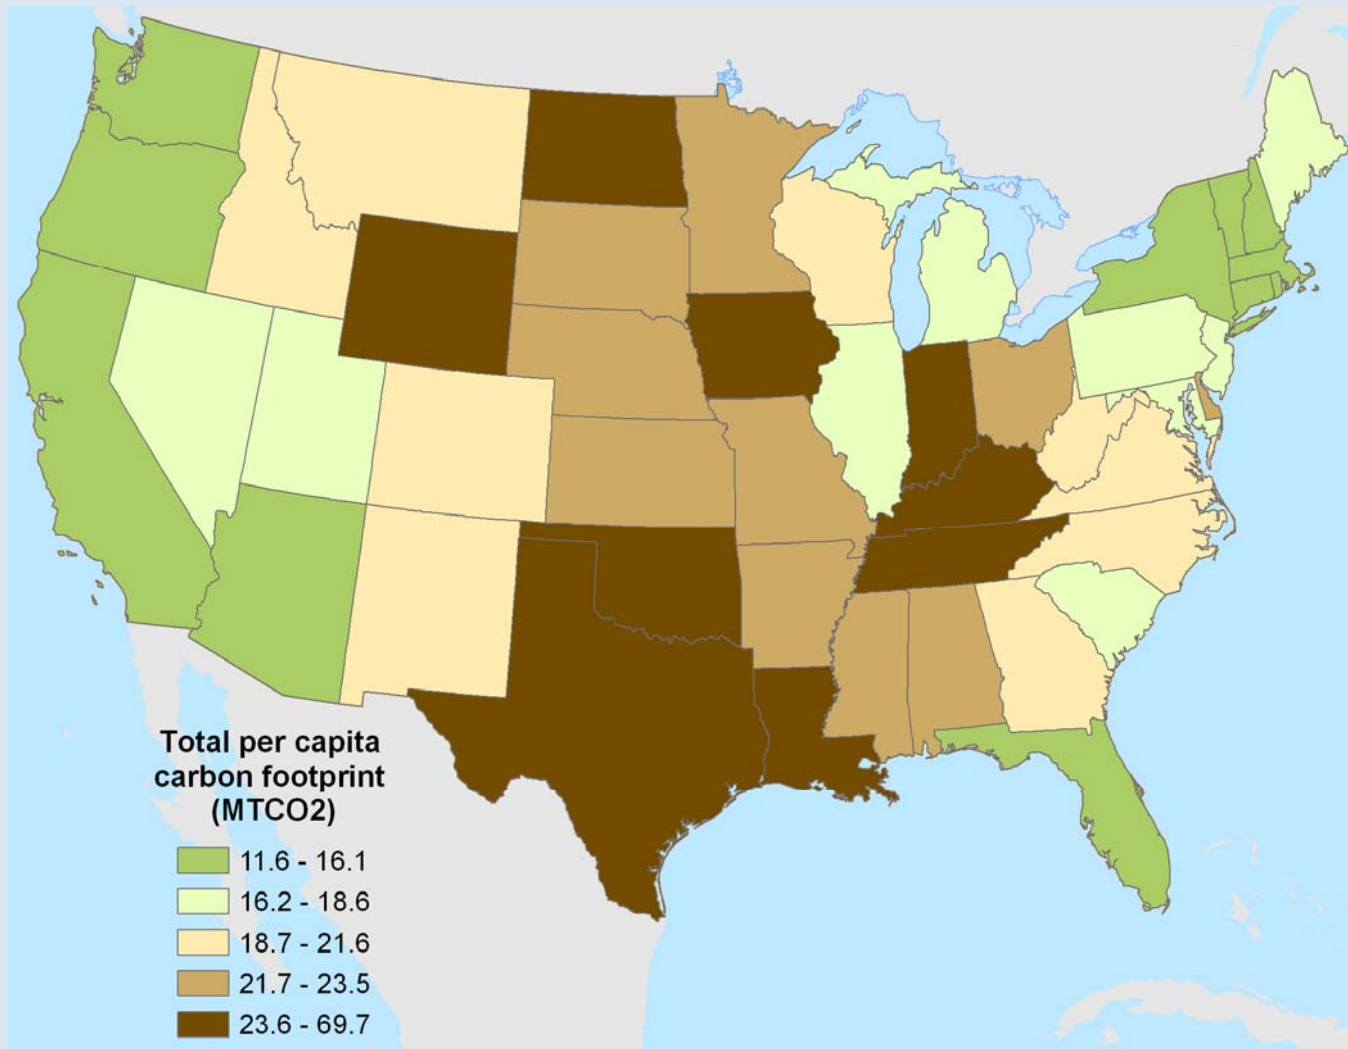 Total per capita
carbon footprint
(MTCO2)
11.6 - 16.1
16.2 - 18.6
18.7 - 21.6
21.7 - 23.5
23.6 - 69.7